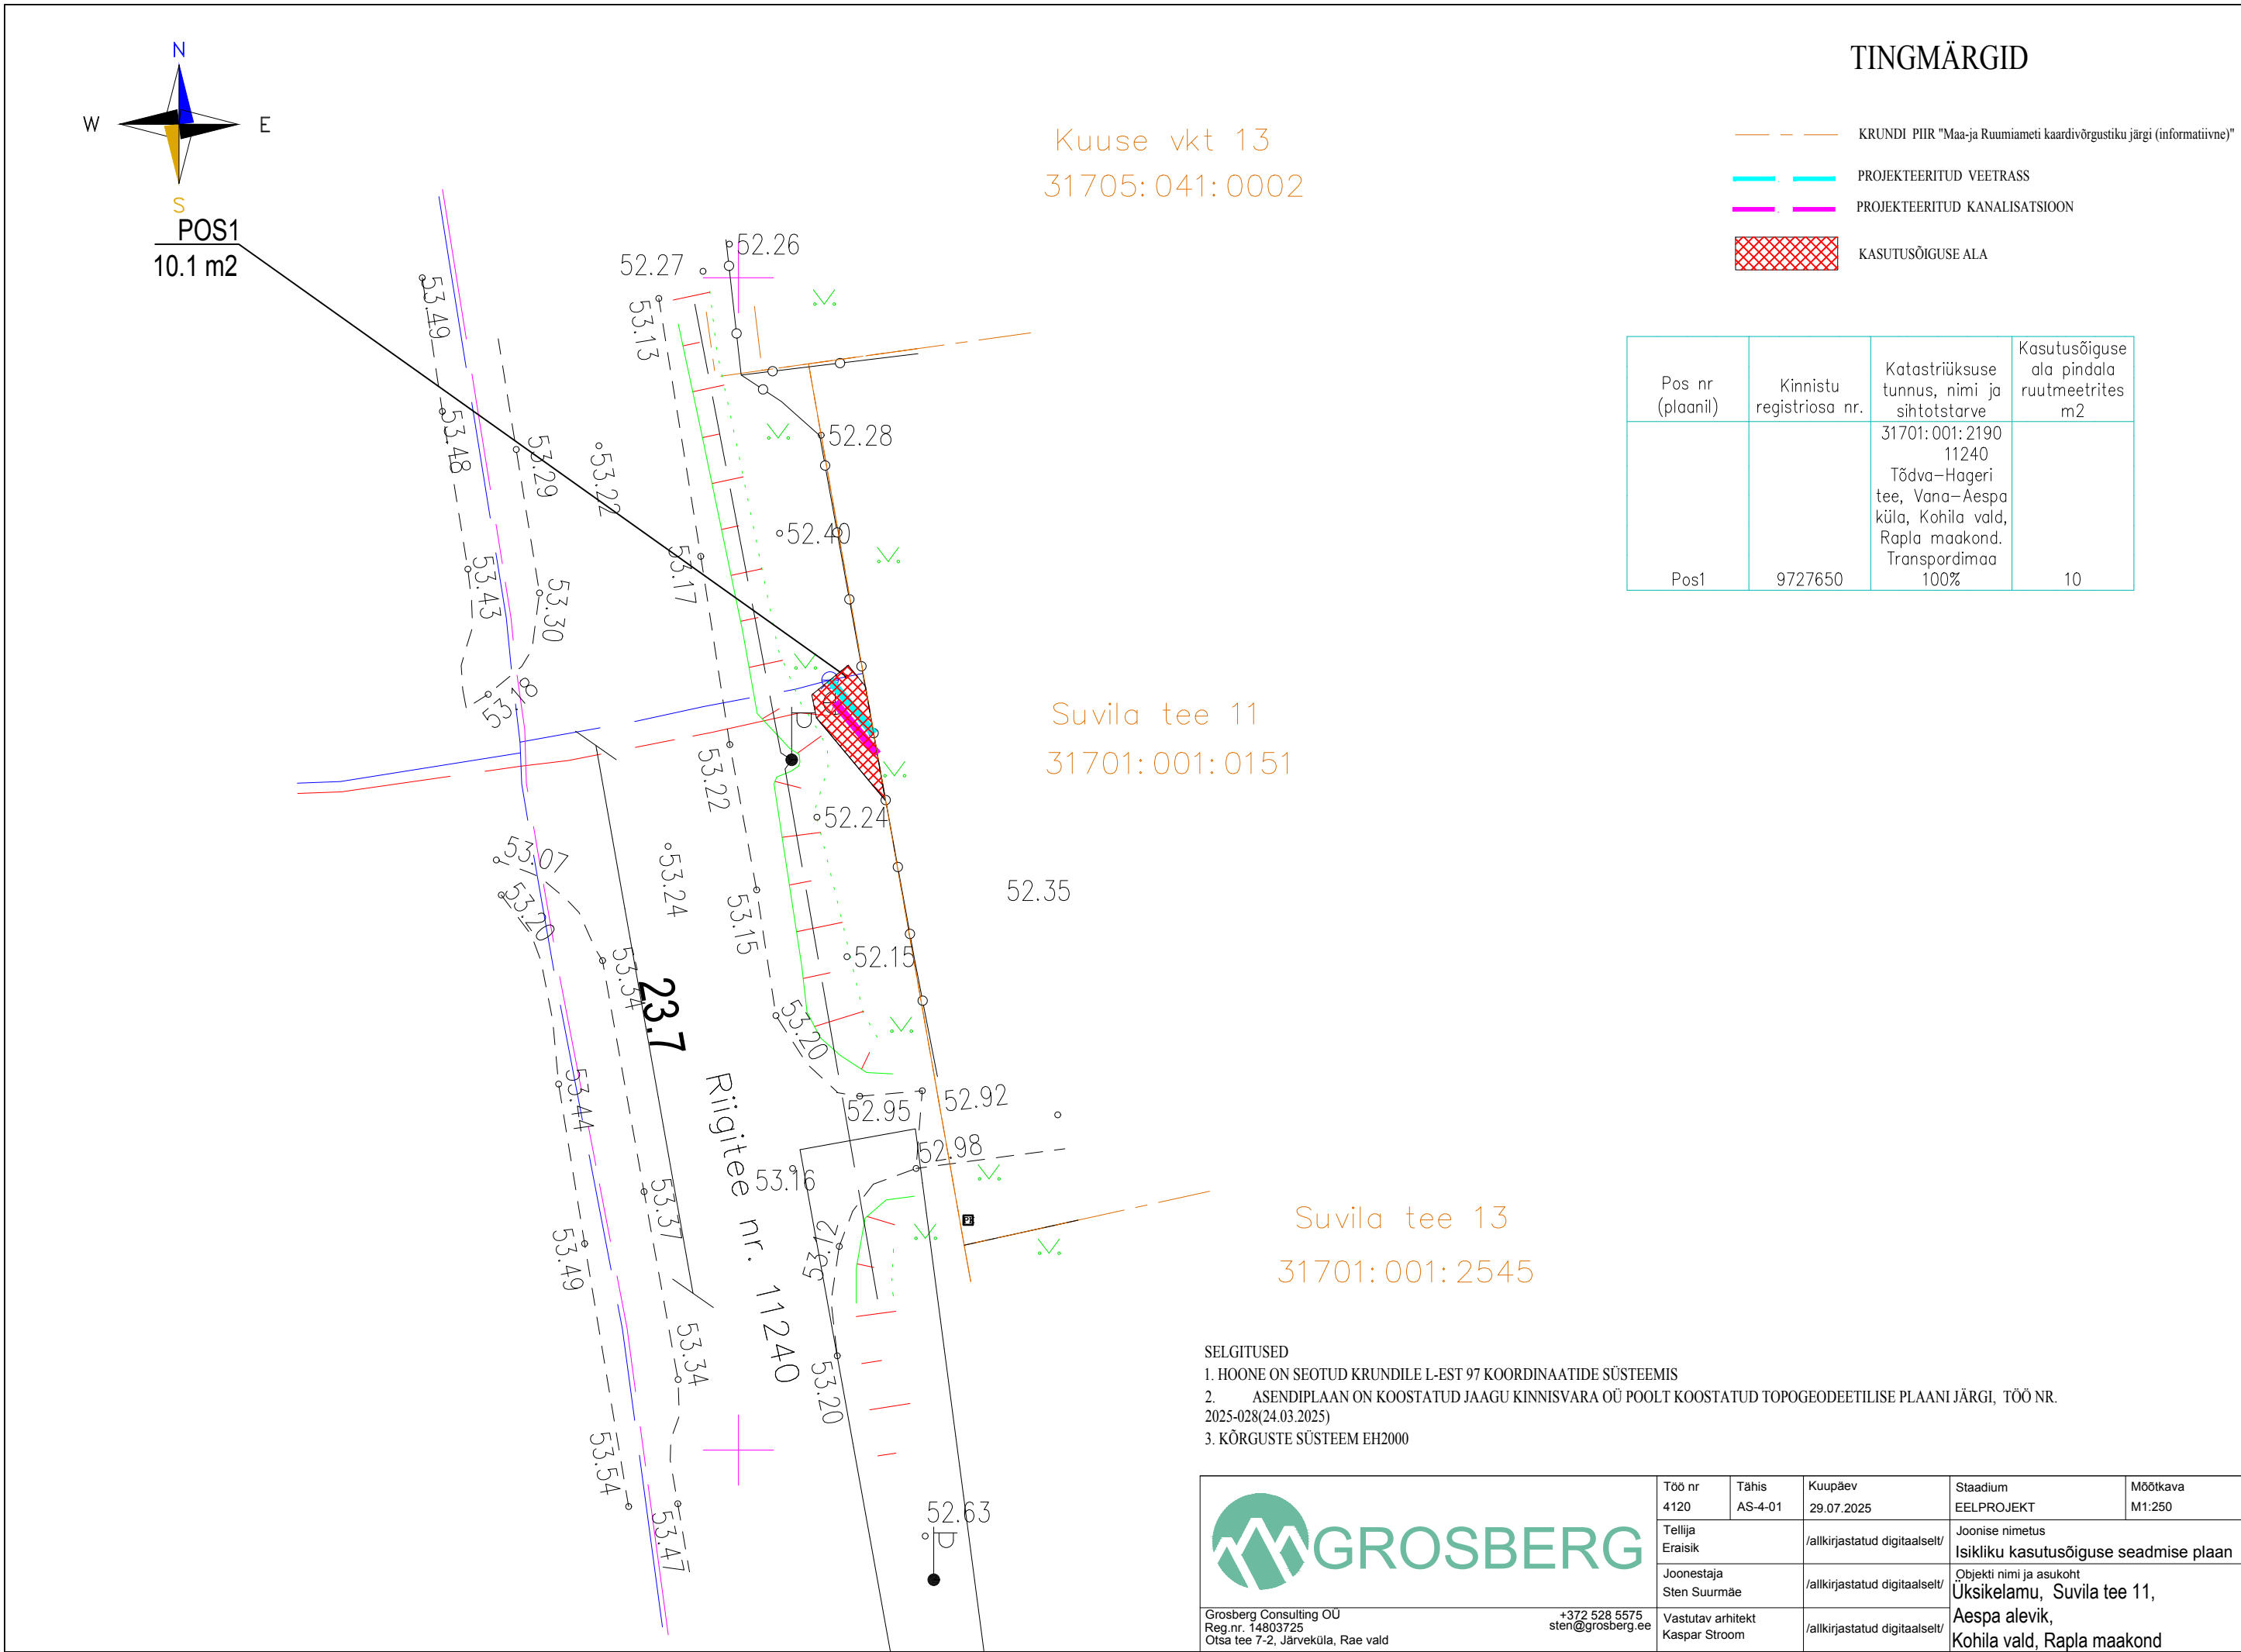 N
W
E
S
POS1
10.1 m2
TINGMÄRGID
KRUNDI PIIR "Maa-ja Ruumiameti kaardivõrgustiku järgi (informatiivne)"
PROJEKTEERITUD VEETRASS
PROJEKTEERITUD KANALISATSIOON
KASUTUSÕIGUSE ALA
Kuuse vkt 13
31705:041:0002
Pos nr
(plaanil)
Kinnistu
registriosa nr.
Katastriüksuse
tunnus, nimi ja
sihtotstarve
Kasutusõiguse
ala pindala
ruutmeetrites
m2
31701:001:2190
11240
Tõdva-Hageri
tee, Vana-Aespa
küla, Kohila vald,
Rapla maakond.
Transpordimaa
100%
Pos1
9727650
10
52.26
52.27
53.49
53.13
53.48
53.29
53.22
52.28
52.40
53.17
53.43
53.30
53.18
53.22
52.24
Suvila tee 11
31701:001:0151
53.07
53.20
53.24
53.15
52.35
52.15
53.34
23.7
53.20
53.44
Riigitee nr. 11240
52.95
52.92
52.98
53.16
53.37
53.12
53.49
Suvila tee 13
31701:001:2545
53.34
53.20
53.54
53.47
52.63
SELGITUSED
1. HOONE ON SEOTUD KRUNDILE L-EST 97 KOORDINAATIDE SÜSTEEMIS
2. ASENDIPLAAN ON KOOSTATUD JAAGU KINNISVARA OÜ POOLT KOOSTATUD TOPOGEODEETILISE PLAANI JÄRGI, TÖÖ NR.
2025-028(24.03.2025)
3. KÕRGUSTE SÜSTEEM EH2000
GROSBERG
Grosberg Consulting OÜ
Reg.nr. 14803725
Otsa tee 7-2, Järveküla, Rae vald
+372 528 5575
sten@grosberg.ee
Töö nr
4120
Tähis
AS-4-01
Kuupäev
29.07.2025
Staadium
EELPROJEKT
Mõõtkava
M1:250
Tellija
Eraisik
/allkirjastatud digitaalselt/
Joonise nimetus
Isikliku kasutusõiguse seadmise plaan
Joonestaja
Sten Suurmäe
/allkirjastatud digitaalselt/
Objekti nimi ja asukoht
Üksikelamu, Suvila tee 11,
Aespa alevik,
Kohila vald, Rapla maakond
Vastutav arhitekt
Kaspar Stroom
/allkirjastatud digitaalselt/